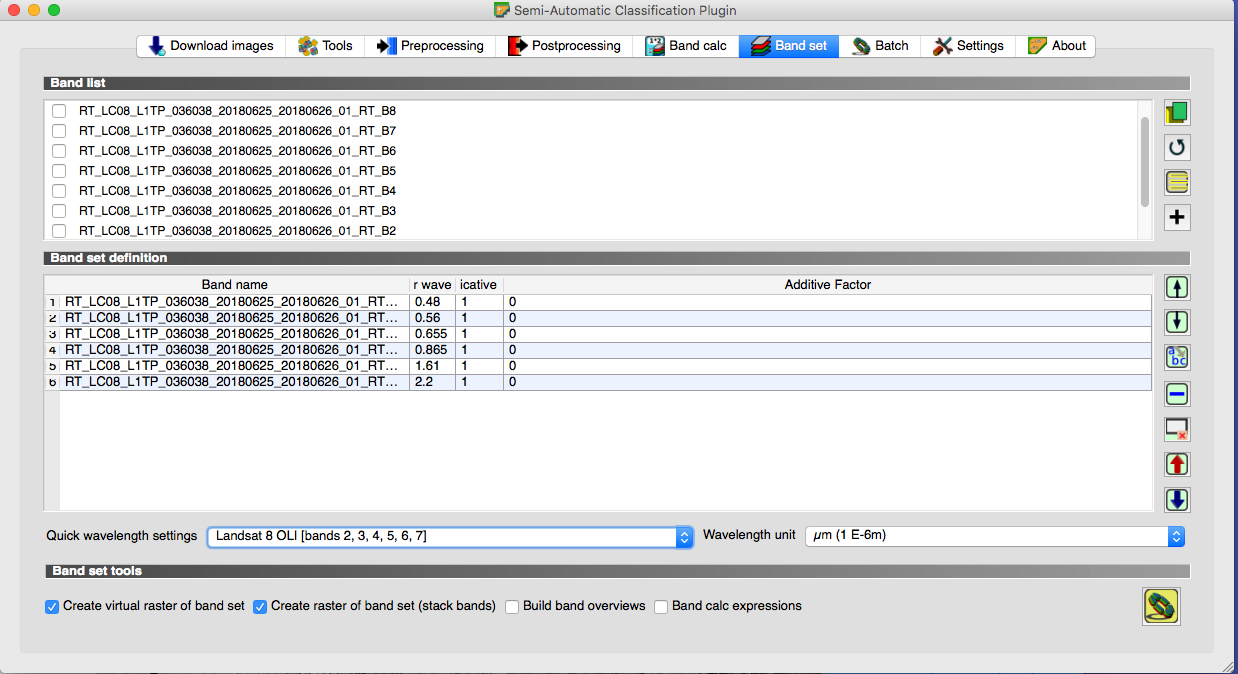 Semi-Automatic Classification Plugin
Download images Tools Preprocessing Postprocessing Band calc Band set Batch Settings About
Band list
RT_LC08_L1TP_036038_20180625_20180626_01_RT_B8
RT_LC08_L1TP_036038_20180625_20180626_01_RT_B7
RT_LC08_L1TP_036038_20180625_20180626_01_RT_B6
RT_LC08_L1TP_036038_20180625_20180626_01_RT_B5
RT_LC08_L1TP_036038_20180625_20180626_01_RT_B4
RT_LC08_L1TP_036038_20180625_20180626_01_RT_B3
RT_LC08_L1TP_036038_20180625_20180626_01_RT_B2
Band set definition
Band name r wave icative Additive Factor
1 RT_LC08_L1TP_036038_20180625_20180626_01_RT... 0.48 1 0
2 RT_LC08_L1TP_036038_20180625_20180626_01_RT... 0.56 1 0
3 RT_LC08_L1TP_036038_20180625_20180626_01_RT... 0.655 1 0
4 RT_LC08_L1TP_036038_20180625_20180626_01_RT... 0.865 1 0
5 RT_LC08_L1TP_036038_20180625_20180626_01_RT... 1.61 1 0
6 RT_LC08_L1TP_036038_20180625_20180626_01_RT... 2.2 1 0
a bc
Quick wavelength settings Landsat 8 OLI [bands 2, 3, 4, 5, 6, 7] Wavelength unit µm (1 E-6m)
Band set tools
Create virtual raster of band set Create raster of band set (stack bands) Build band overviews Band calc expressions